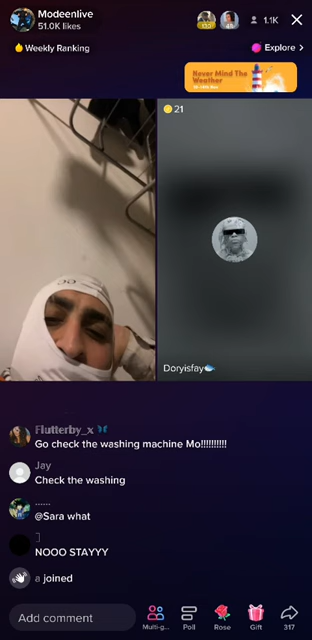 Modeenlive
51.0K likes
1.1K
Weekly Ranking
Explore >
Never Mind The
Weather
21
Doryisfay
Flutterby_x
Go check the washing machine Mo!!!!!!!!!!
Jay
Check the washing
......
@Sara what
NOOO STAYYY
a joined
Add comment
Multi-g...
Poll
Rose
Gift
317